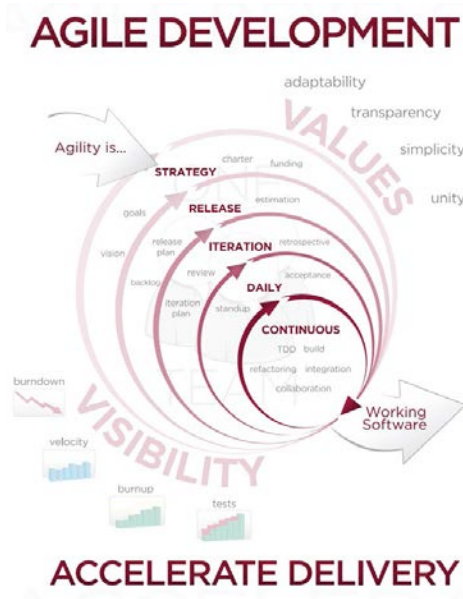 AGILE DEVELOPMENT
adaptability
transparency
simplicity
unity
VALUES
Agility is...
STRATEGY
charter
funding
goals
vision
RELEASE
estimation
release
plan
backlog
ITERATION
retrospective
review
iteration
plan
DAILY
acceptance
standup
CONTINUOUS
TDD build
refactoring integration
collaboration
ONE
TEAM
Working
Software
VISIBILITY
burndown
velocity
burnup
tests
ACCELERATE DELIVERY